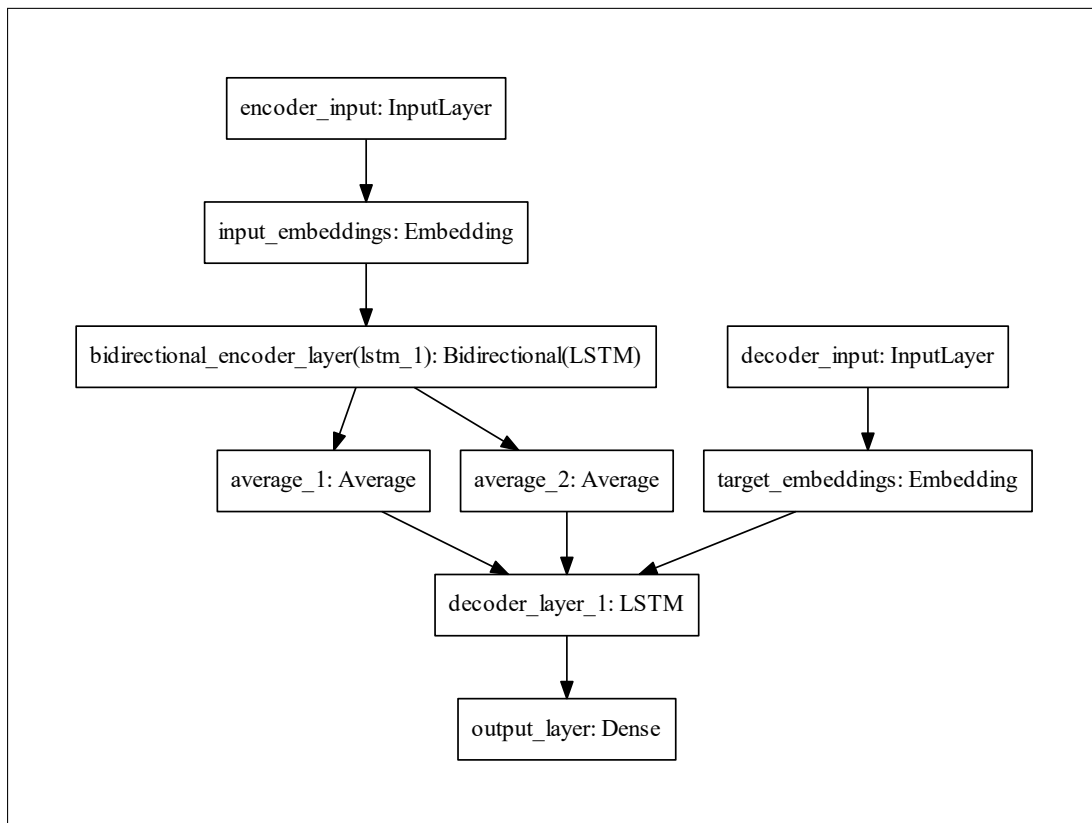 encoder_input: InputLayer
input_embeddings: Embedding
bidirectional_encoder_layer(lstm_1): Bidirectional(LSTM)
decoder_input: InputLayer
average_1: Average
average_2: Average
target_embeddings: Embedding
decoder_layer_1: LSTM
output_layer: Dense